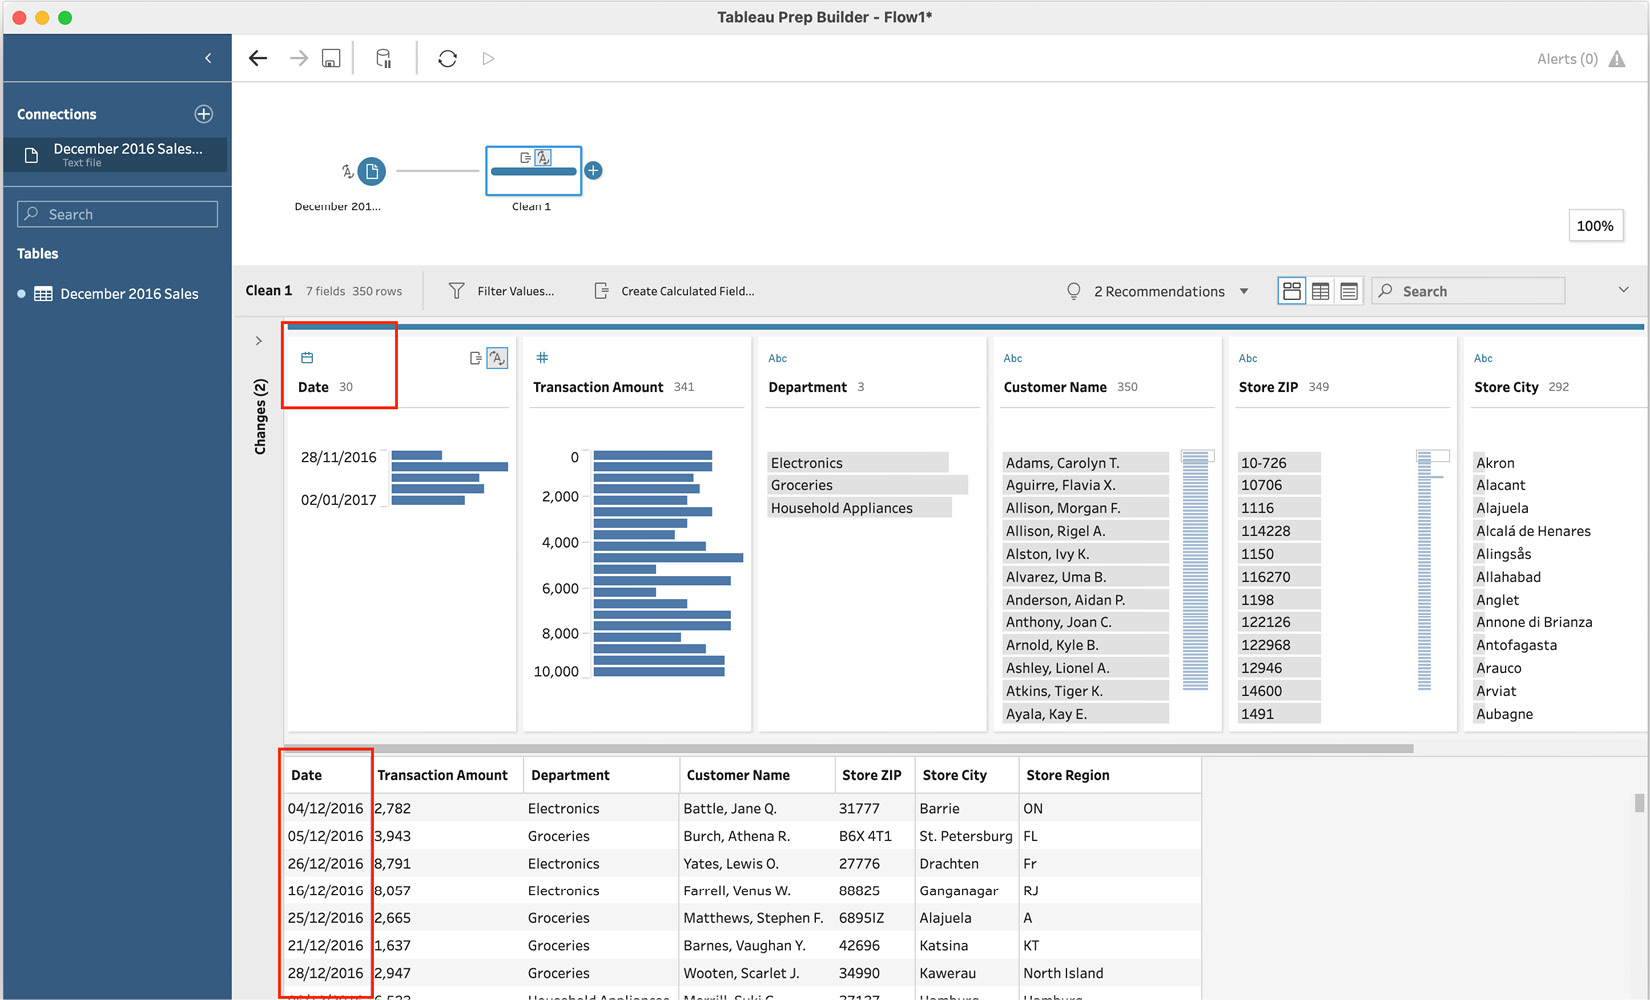 Tableau Prep Builder - Flow1*
Alerts (0)
Connections
December 2016 Sales...
Text file
Search
Tables
December 2016 Sales
December 201...
Clean 1
100%
Clean 1 7 fields 350 rows Filter Values... Create Calculated Field... 2 Recommendations Search
Changes (2)
Date 30
28/11/2016
02/01/2017
# Transaction Amount 341
0
2,000
4,000
6,000
8,000
10,000
Abc
Department 3
Electronics
Groceries
Household Appliances
Abc
Customer Name 350
Adams, Carolyn T.
Aguirre, Flavia X.
Allison, Morgan F.
Allison, Rigel A.
Alston, Ivy K.
Alvarez, Uma B.
Anderson, Aidan P.
Anthony, Joan C.
Arnold, Kyle B.
Ashley, Lionel A.
Atkins, Tiger K.
Ayala, Kay E.
Abc
Store ZIP 349
10-726
10706
1116
114228
1150
116270
1198
122126
122968
12946
14600
1491
Abc
Store City 292
Akron
Alacant
Alajuela
Alcalá de Henares
Alingsås
Allahabad
Anglet
Annone di Brianza
Antofagasta
Arauco
Arviat
Aubagne
Date Transaction Amount Department Customer Name Store ZIP Store City Store Region
04/12/2016 2,782 Electronics Battle, Jane Q. 31777 Barrie ON
05/12/2016 3,943 Groceries Burch, Athena R. B6X 4T1 St. Petersburg FL
26/12/2016 8,791 Electronics Yates, Lewis O. 27776 Drachten Fr
16/12/2016 8,057 Electronics Farrell, Venus W. 88825 Ganganagar RJ
25/12/2016 2,665 Groceries Matthews, Stephen F. 6895IZ Alajuela A
21/12/2016 1,637 Groceries Barnes, Vaughan Y. 42696 Katsina KT
28/12/2016 2,947 Groceries Wooten, Scarlet J. 34990 Kawerau North Island
Household Appliances Merrill, Suki C. Hamburg Hamburg